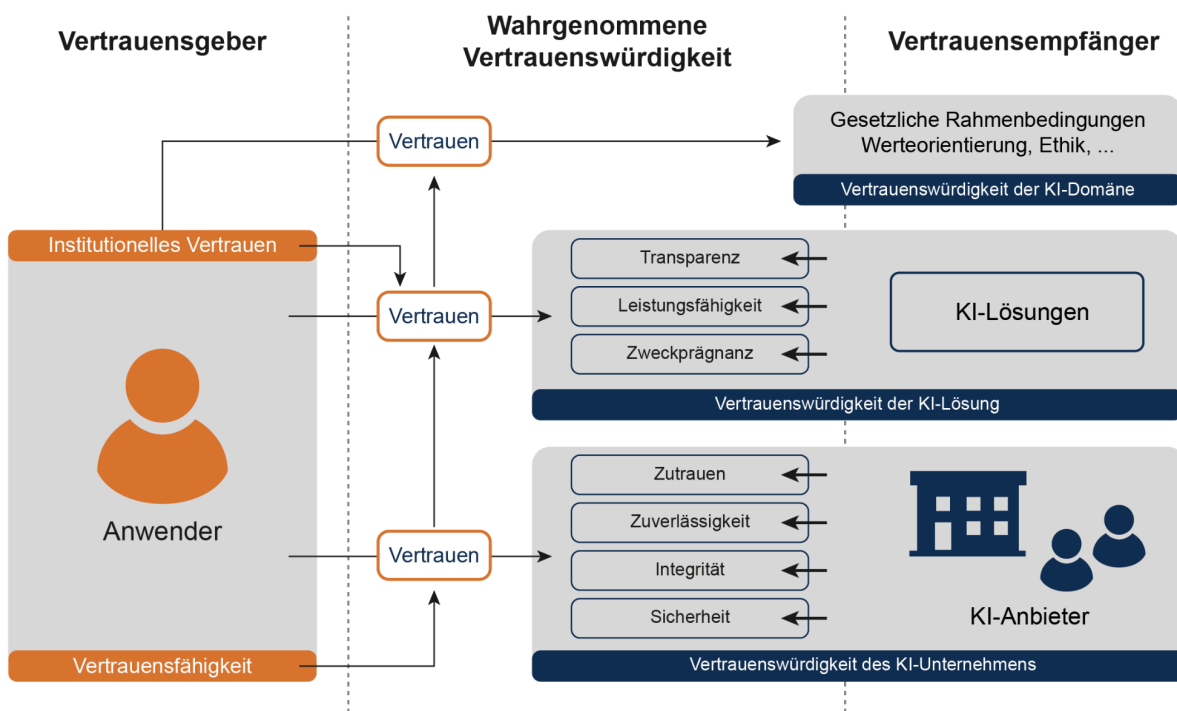 Vertrauensgeber
Wahrgenommene
Vertrauenswürdigkeit
Vertrauensempfänger
Vertrauen
Gesetzliche Rahmenbedingungen
Werteorientierung, Ethik, ...
Vertrauenswürdigkeit der KI-Domäne
Institutionelles Vertrauen
Vertrauen
Transparenz
Leistungsfähigkeit
Zweckprägnanz
KI-Lösungen
Vertrauenswürdigkeit der KI-Lösung
Anwender
Vertrauen
Zutrauen
Zuverlässigkeit
Integrität
Sicherheit
KI-Anbieter
Vertrauensfähigkeit
Vertrauenswürdigkeit des KI-Unternehmens